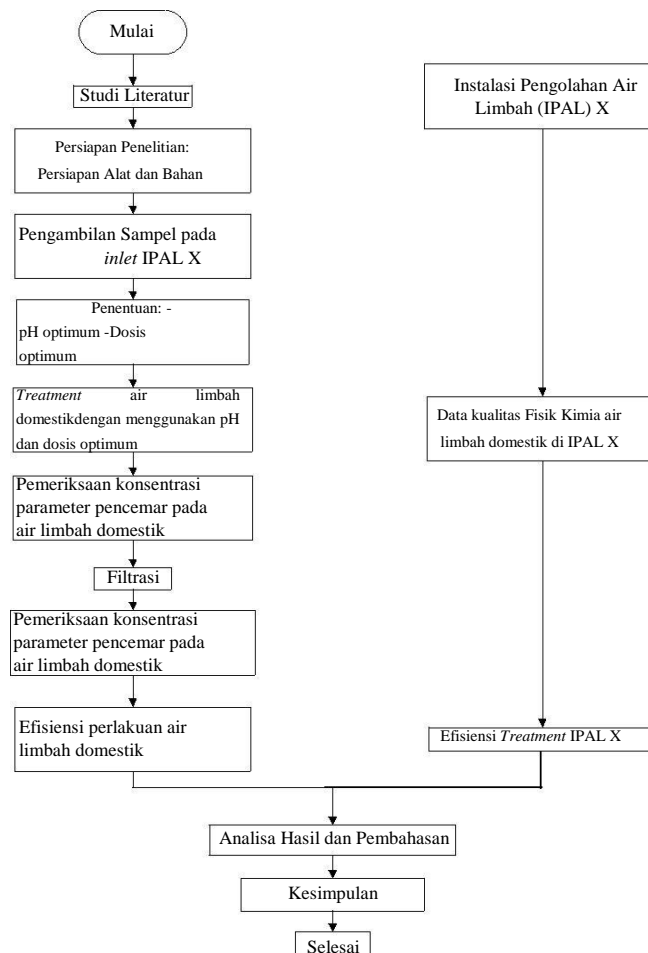 Mulai
Studi Literatur
Persiapan Penelitian:
Persiapan Alat dan Bahan
Pengambilan Sampel pada
inlet IPAL X
Penentuan: -
pH optimum -Dosis
optimum
Treatment air limbah
domestikdengan menggunakan pH
dan dosis optimum
Pemeriksaan konsentrasi
parameter pencemar pada
air limbah domestik
Filtrasi
Pemeriksaan konsentrasi
parameter pencemar pada
air limbah domestik
Efisiensi perlakuan air
limbah domestik
Instalasi Pengolahan Air
Limbah (IPAL) X
Data kualitas Fisik Kimia air
limbah domestik di IPAL X
Efisiensi Treatment IPAL X
Analisa Hasil dan Pembahasan
Kesimpulan
Selesai